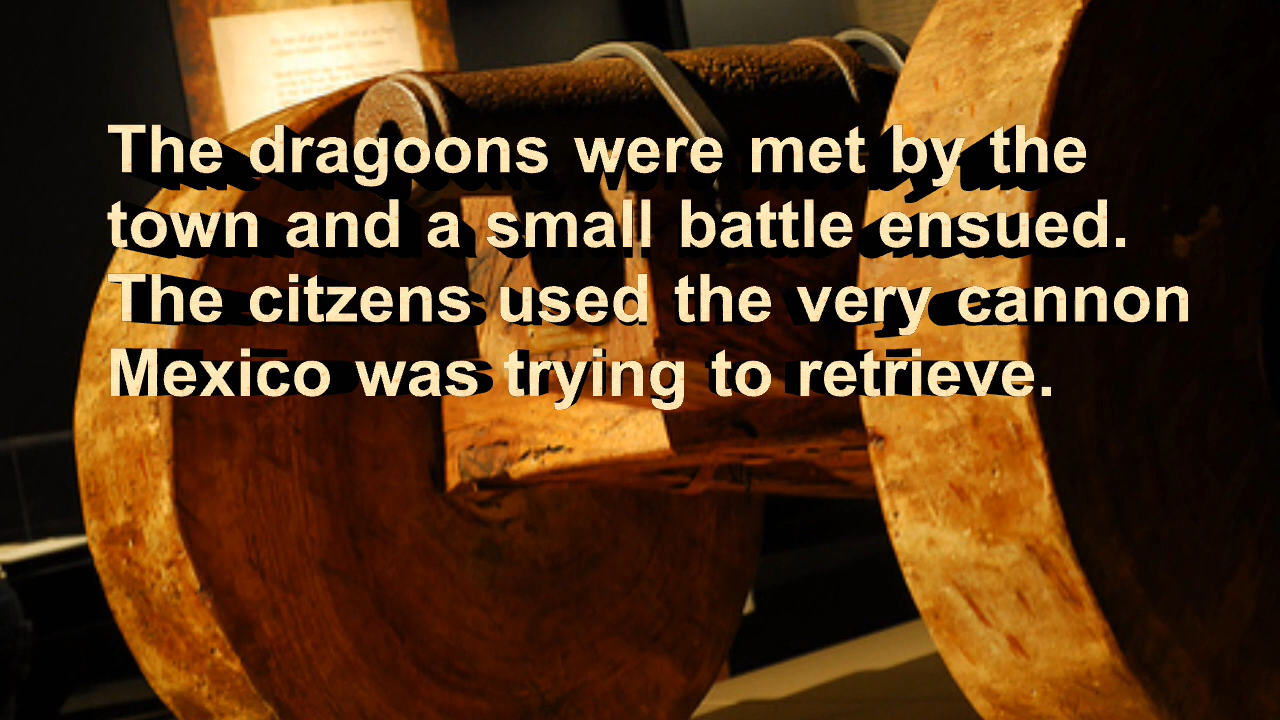 The dragoons were met by the
town and a small battle ensued.
The citzens used the very cannon
Mexico was trying to retrieve.